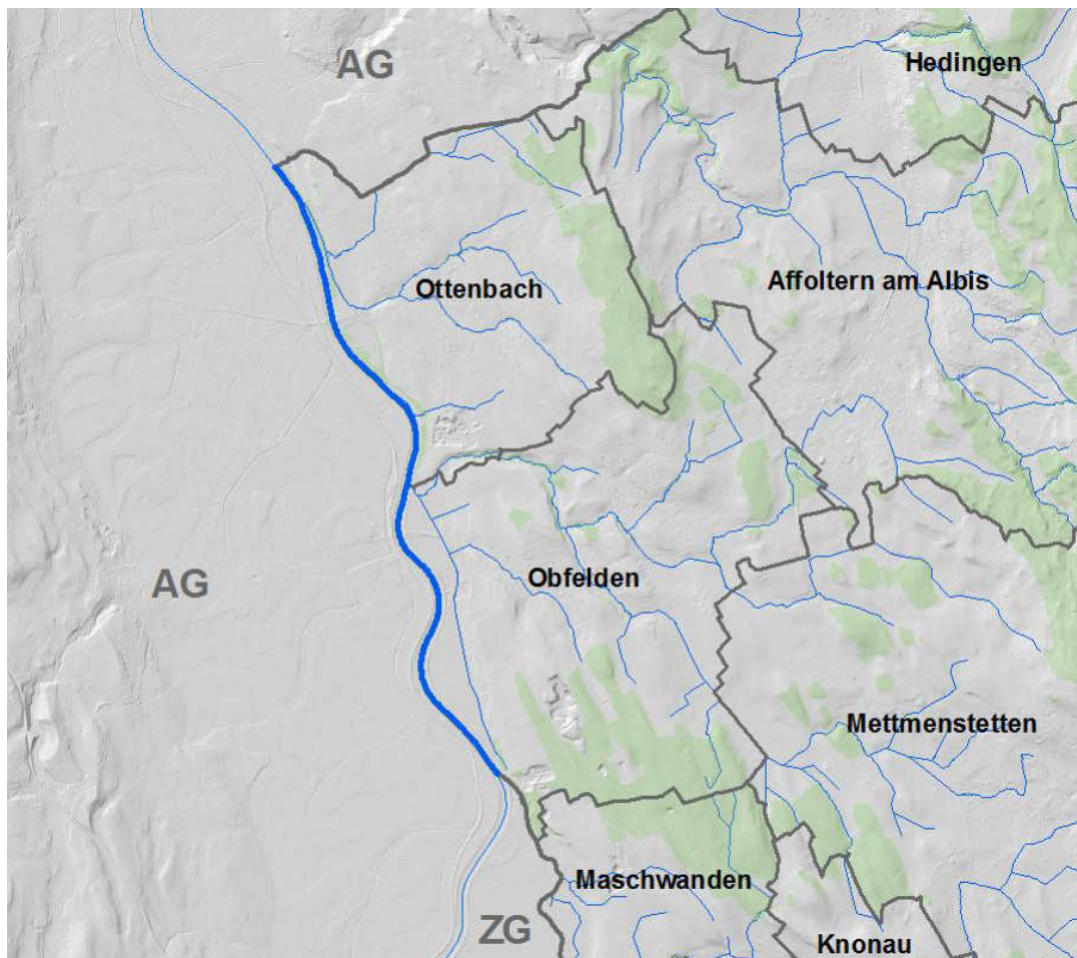 AG
Hedingen
Ottenbach
Affoltern am Albis
AG
Obfelden
Mettmenstetten
Maschwanden
ZG
Knonau